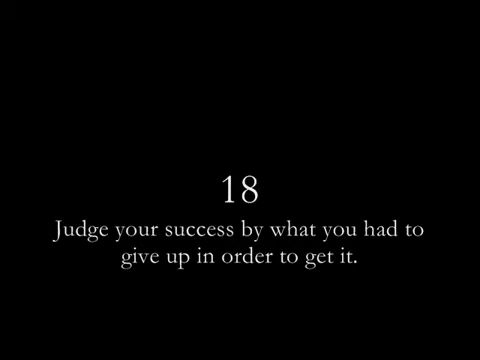 18
Judge your success by what you had to
give up in order to get it.